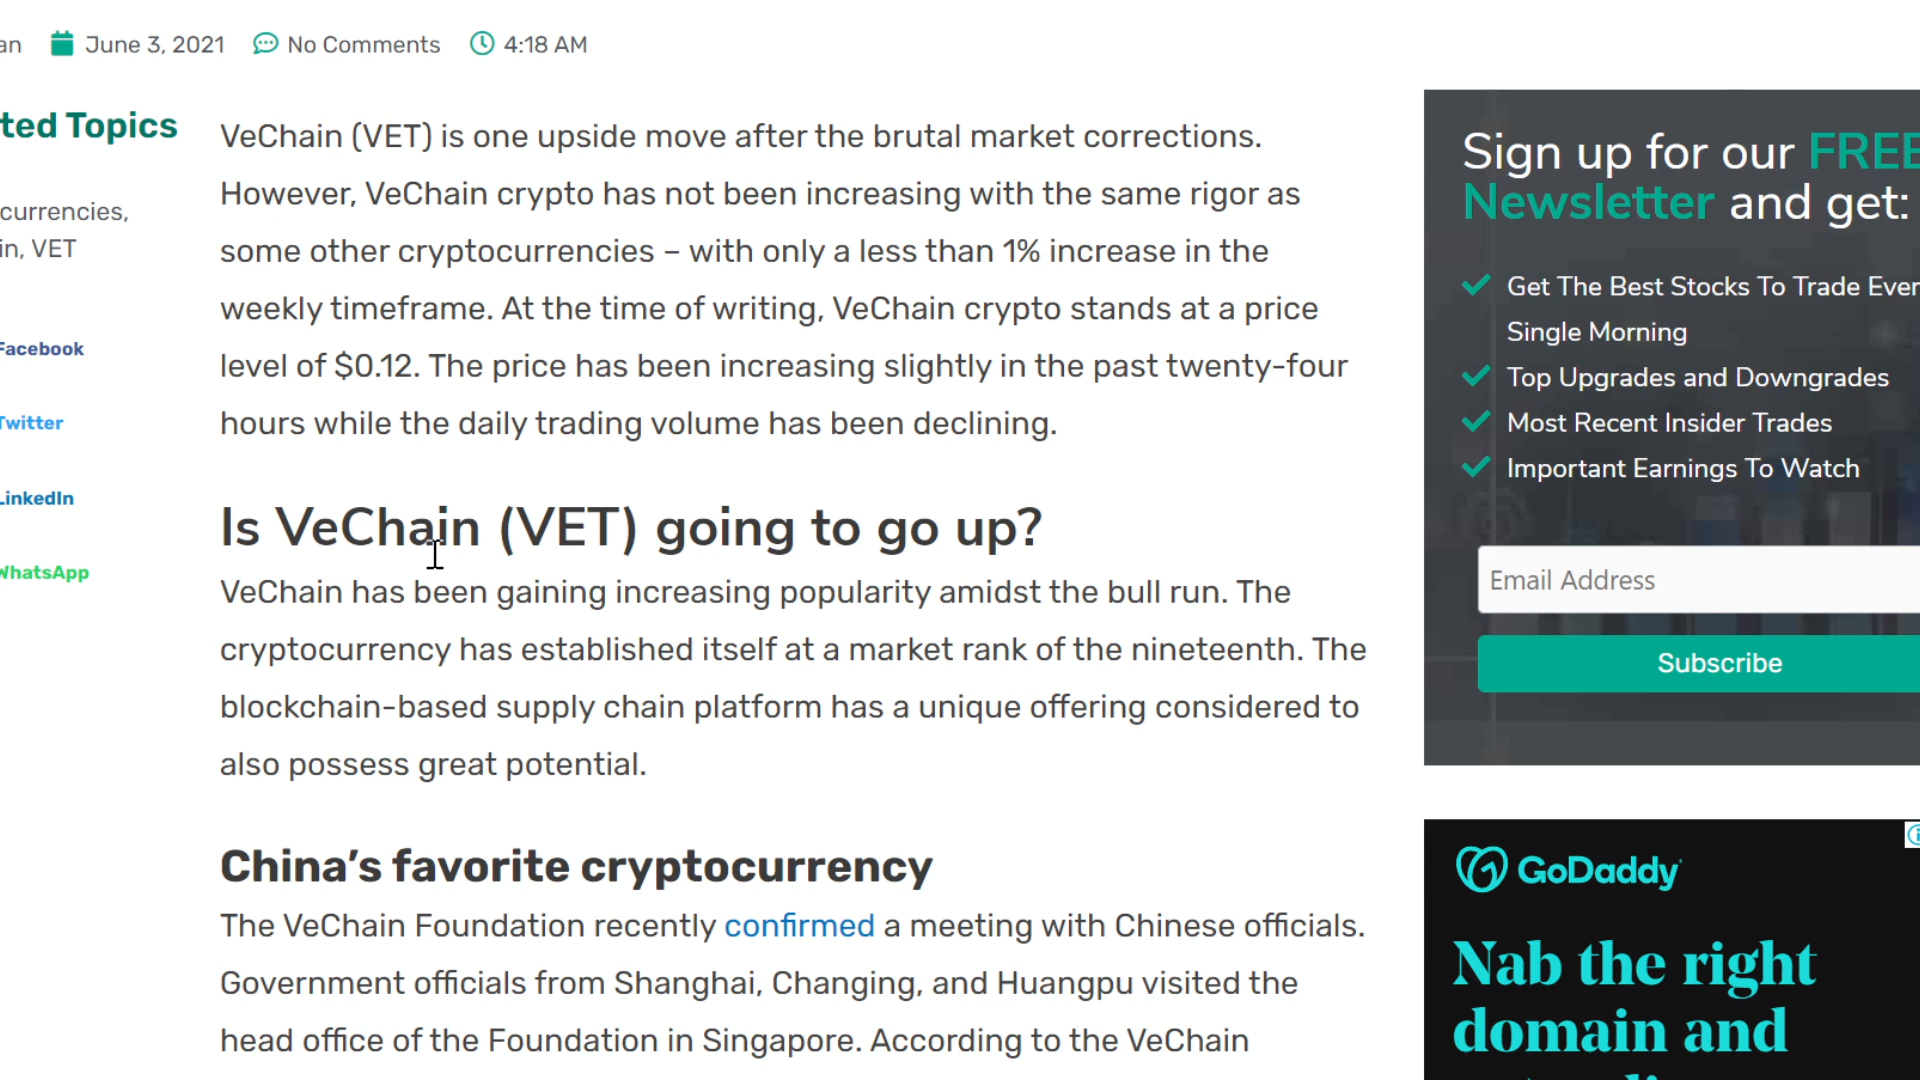 an June 3, 2021 No Comments 4:18 AM
ted Topics
currencies,
in, VET
Facebook
Twitter
LinkedIn
WhatsApp
VeChain (VET) is one upside move after the brutal market corrections.
However, VeChain crypto has not been increasing with the same rigor as
some other cryptocurrencies – with only a less than 1% increase in the
weekly timeframe. At the time of writing, VeChain crypto stands at a price
level of $0.12. The price has been increasing slightly in the past twenty-four
hours while the daily trading volume has been declining.
Is VeChain (VET) going to go up?
VeChain has been gaining increasing popularity amidst the bull run. The
cryptocurrency has established itself at a market rank of the nineteenth. The
blockchain-based supply chain platform has a unique offering considered to
also possess great potential.
China’s favorite cryptocurrency
The VeChain Foundation recently confirmed a meeting with Chinese officials.
Government officials from Shanghai, Changing, and Huangpu visited the
head office of the Foundation in Singapore. According to the VeChain
Sign up for our FREE
Newsletter and get:
Get The Best Stocks To Trade Ever
Single Morning
Top Upgrades and Downgrades
Most Recent Insider Trades
Important Earnings To Watch
Email Address
Subscribe
GoDaddy
Nab the right
domain and